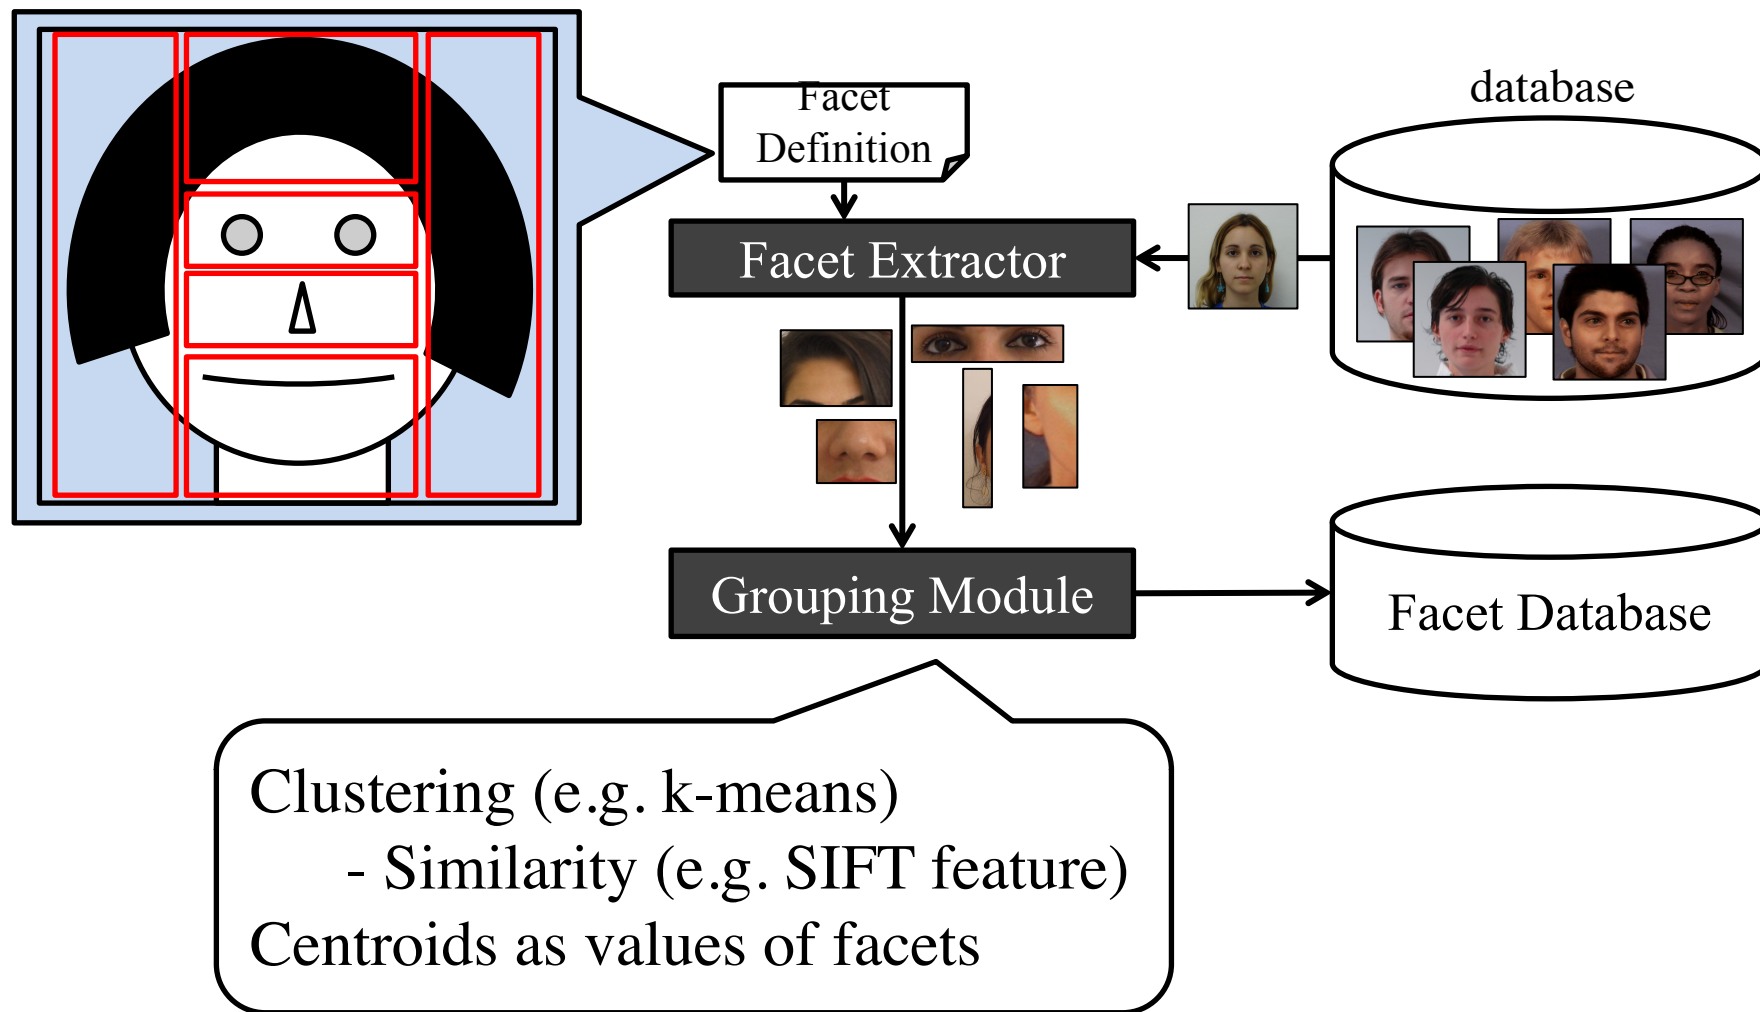 Facet
Definition
database
Facet Extractor
Grouping Module
Facet Database
Clustering (e.g. k-means)
- Similarity (e.g. SIFT feature)
Centroids as values of facets